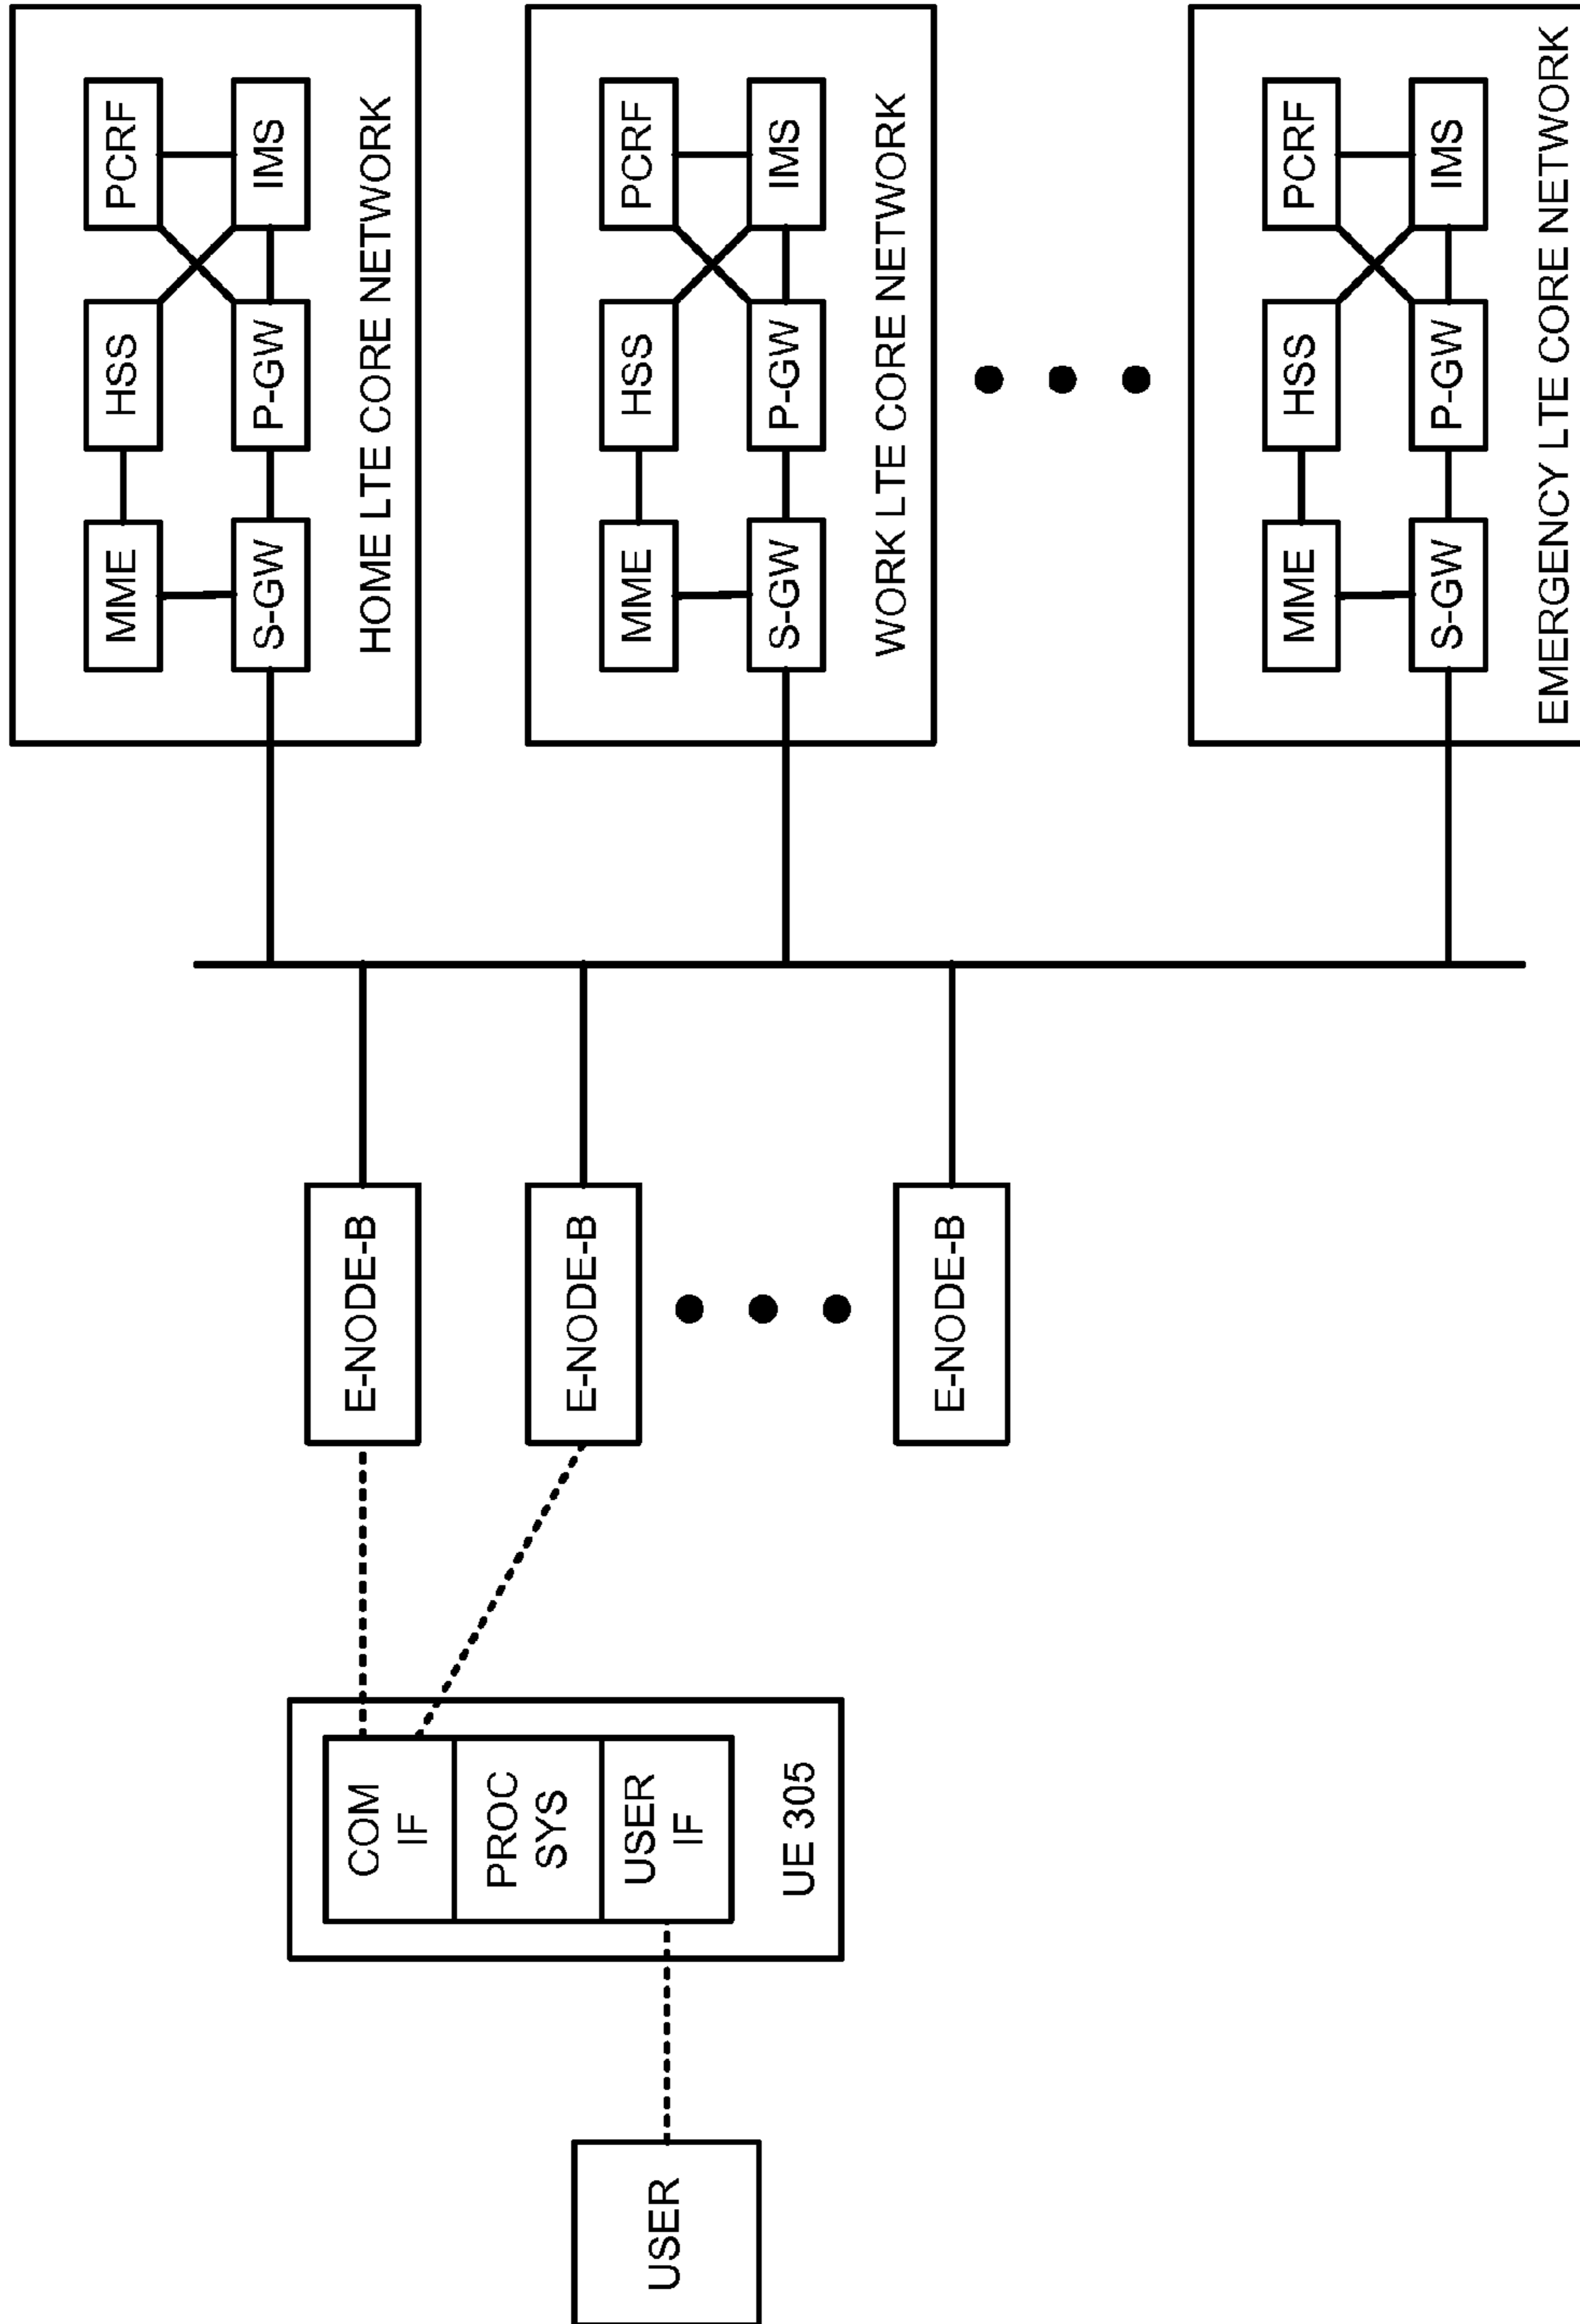 USER
COM
IF
PROC
SYS
USER
IF
UE 305
E-NODE-B
E-NODE-B
E-NODE-B
MME
HSS
PCRF
S-GW
P-GW
IMS
HOME LTE CORE NETWORK
MME
HSS
PCRF
S-GW
P-GW
IMS
WORK LTE CORE NETWORK
MME
HSS
PCRF
S-GW
P-GW
IMS
EMERGENCY LTE CORE NETWORK